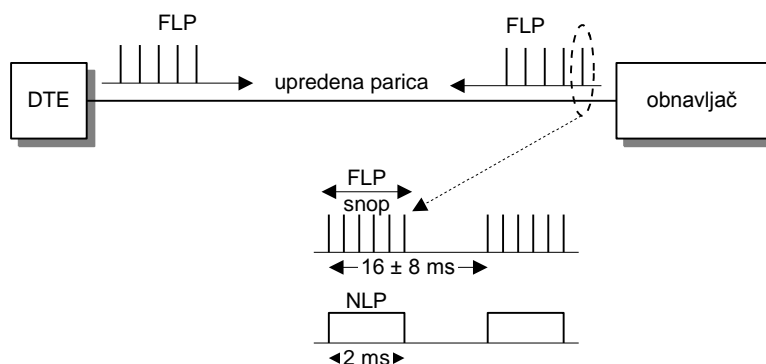 FLP
FLP
DTE
upredena parica
obnavljač
FLP
snop
16 ± 8 ms
NLP
2 ms